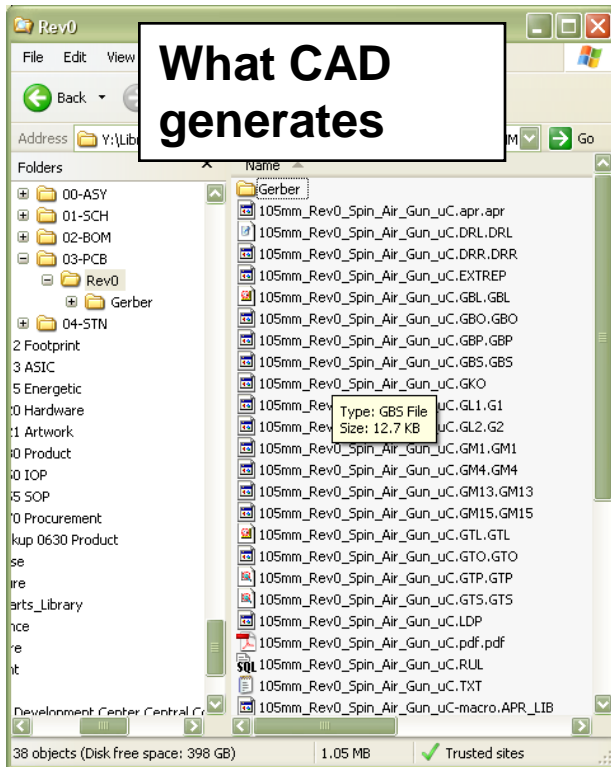 Rev0
File Edit View
What CAD
generates
Back
Address Y:\Lib
Go
Folders
Name
00-ASY
01-SCH
02-BOM
03-PCB
Rev0
Gerber
04-STN
2 Footprint
3 ASIC
5 Energetic
0 Hardware
1 Artwork
0 Product
0 IOP
5 SOP
0 Procurement
kup 0630 Product
se
ure
arts_Library
nce
re
nt
Development Center Central
Gerber
105mm_Rev0_Spin_Air_Gun_uC.apr.apr
105mm_Rev0_Spin_Air_Gun_uC.DRL.DRL
105mm_Rev0_Spin_Air_Gun_uC.DRR.DRR
105mm_Rev0_Spin_Air_Gun_uC.EXTREP
105mm_Rev0_Spin_Air_Gun_uC.GBL.GBL
105mm_Rev0_Spin_Air_Gun_uC.GBO.GBO
105mm_Rev0_Spin_Air_Gun_uC.GBP.GBP
105mm_Rev0_Spin_Air_Gun_uC.GBS.GBS
105mm_Rev0_Spin_Air_Gun_uC.GKO
105mm_Rev uC.GL1.G1
Type: GBS File
Size: 12.7 KB
105mm_Rev uC.GL2.G2
105mm_Rev0_Spin_Air_Gun_uC.GM1.GM1
105mm_Rev0_Spin_Air_Gun_uC.GM4.GM4
105mm_Rev0_Spin_Air_Gun_uC.GM13.GM13
105mm_Rev0_Spin_Air_Gun_uC.GM15.GM15
105mm_Rev0_Spin_Air_Gun_uC.GTL.GTL
105mm_Rev0_Spin_Air_Gun_uC.GTO.GTO
105mm_Rev0_Spin_Air_Gun_uC.GTP.GTP
105mm_Rev0_Spin_Air_Gun_uC.GTS.GTS
105mm_Rev0_Spin_Air_Gun_uC.LDP
105mm_Rev0_Spin_Air_Gun_uC.pdf.pdf
SQL 105mm_Rev0_Spin_Air_Gun_uC.RUL
105mm_Rev0_Spin_Air_Gun_uC.TXT
105mm_Rev0_Spin_Air_Gun_uC-macro.APR_LIB
38 objects (Disk free space: 398 GB) 1.05 MB Trusted sites